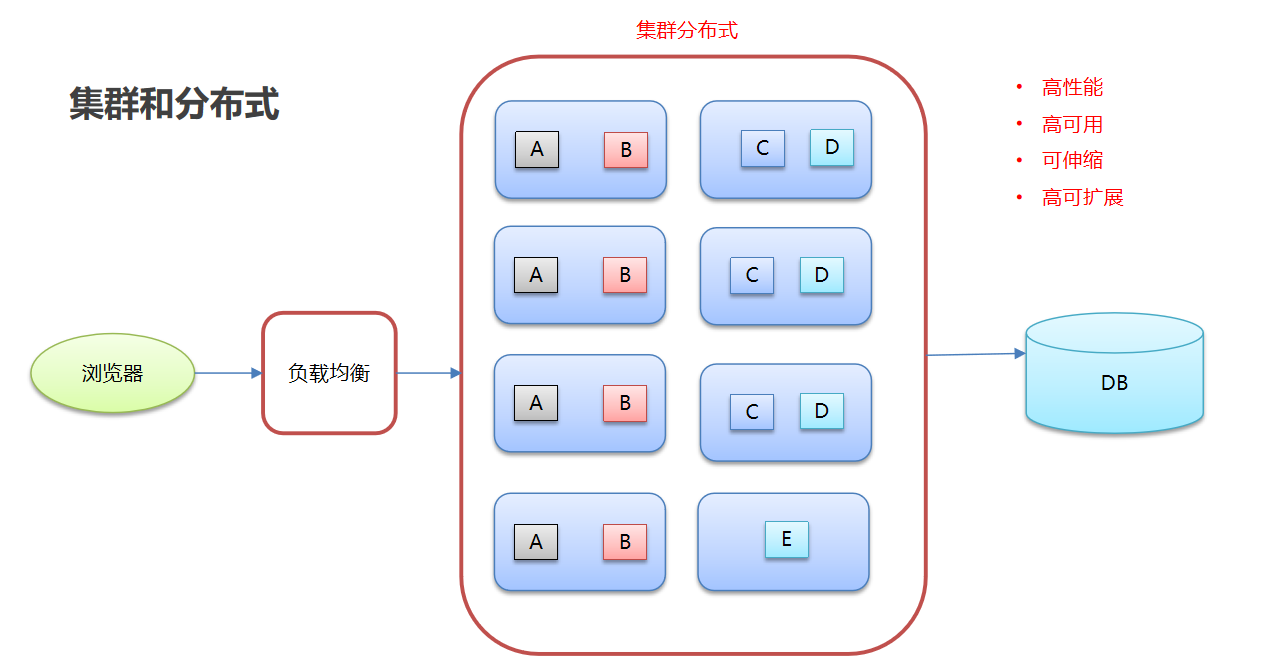 集群分布式
集群和分布式
• 高性能
• 高可用
• 可伸缩
• 高可扩展
A B C D
A B C D
浏览器
负载均衡
A B C D
DB
A B E